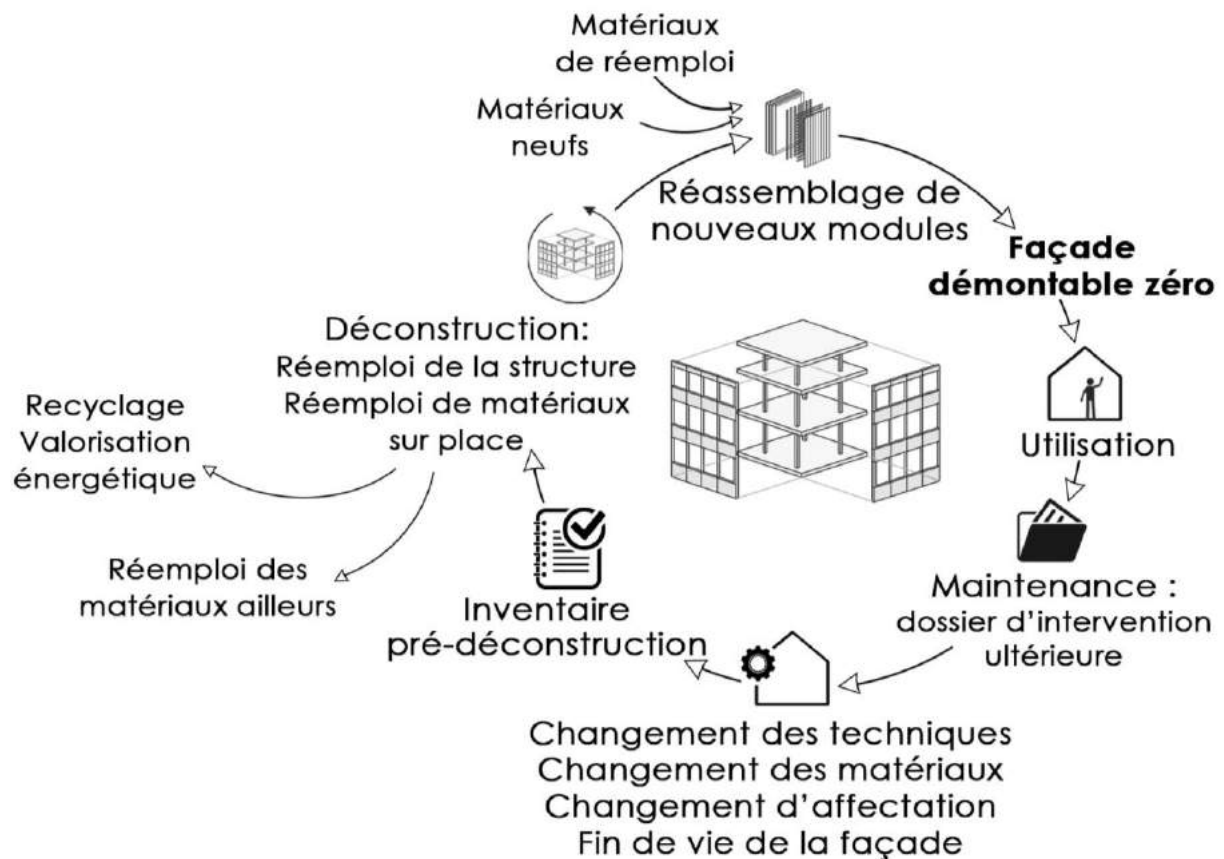 Matériaux
de réemploi
Matériaux
neufs
Réassemblage de
nouveaux modules
Façade
démontable zéro
Utilisation
Maintenance :
dossier d'intervention
ultérieure
Changement des techniques
Changement des matériaux
Changement d'affectation
Fin de vie de la façade
Inventaire
pré-déconstruction
Déconstruction:
Réemploi de la structure
Réemploi de matériaux
sur place
Recyclage
Valorisation
énergétique
Réemploi des
matériaux ailleurs